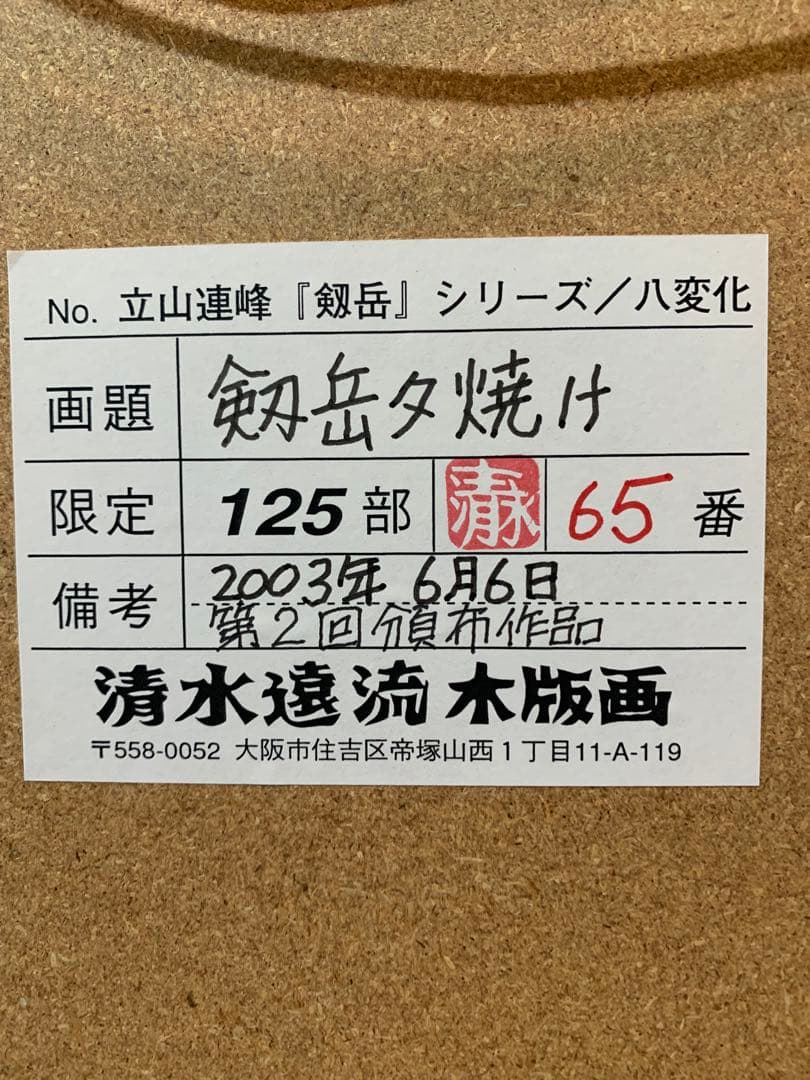 No. 立山連峰『剱岳』シリーズ／八変化
画題 剱岳夕焼け
限定 125部 清水 65番
備考 2003年 6月6日
第2回頒布作品
清水遠流木版画
〒558-0052 大阪市住吉区帝塚山西1丁目11-A-119